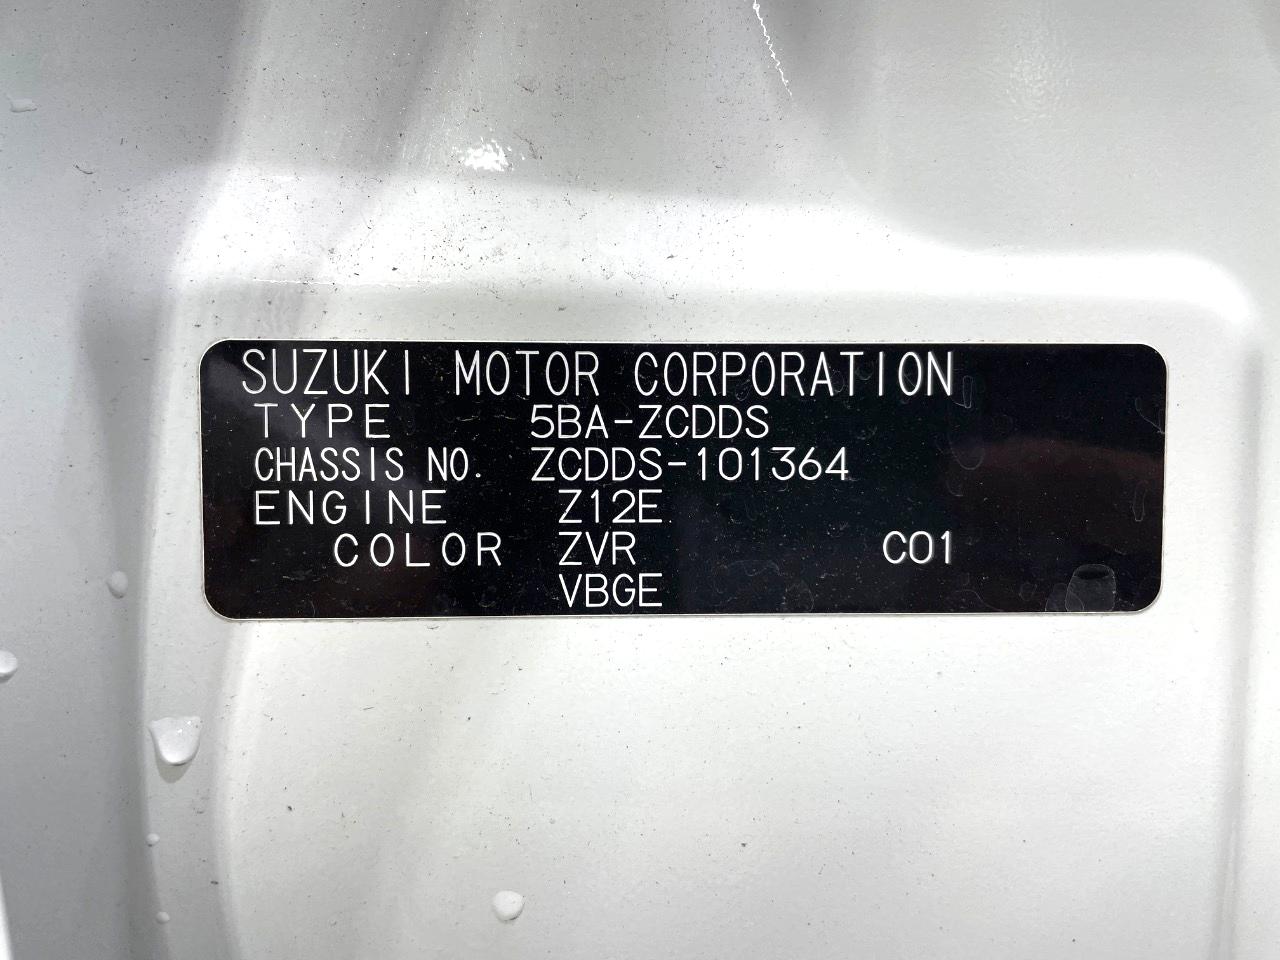 SUZUKI MOTOR CORPORATION
TYPE 5BA-ZCDDS
CHASSIS NO. ZCDDS-101364
ENGINE Z12E
COLOR ZVR C01
VBGE